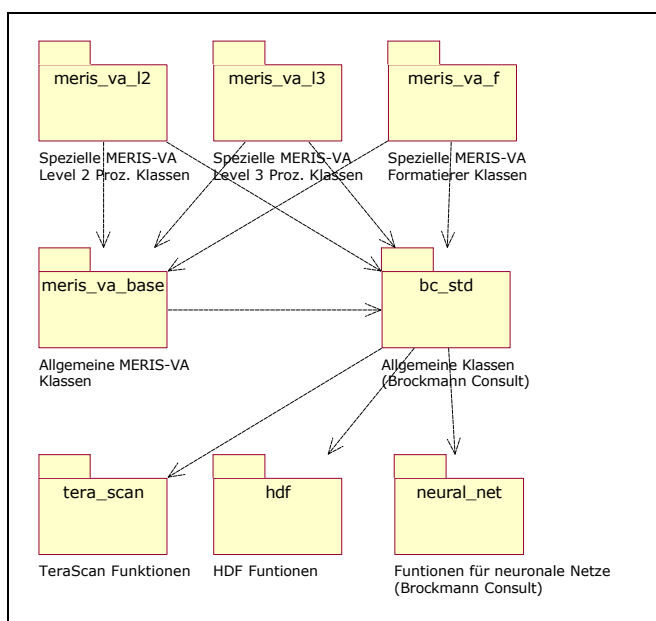 meris_va_l2
meris_va_l3
meris_va_f
Spezielle MERIS-VA
Level 2 Proz. Klassen
Spezielle MERIS-VA
Level 3 Proz. Klassen
Spezielle MERIS-VA
Formatierer Klassen
meris_va_base
bc_std
Allgemeine MERIS-VA
Klassen
Allgemeine Klassen
(Brockmann Consult)
tera_scan
hdf
neural_net
TeraScan Funktionen
HDF Funtionen
Funtionen für neuronale Netze
(Brockmann Consult)